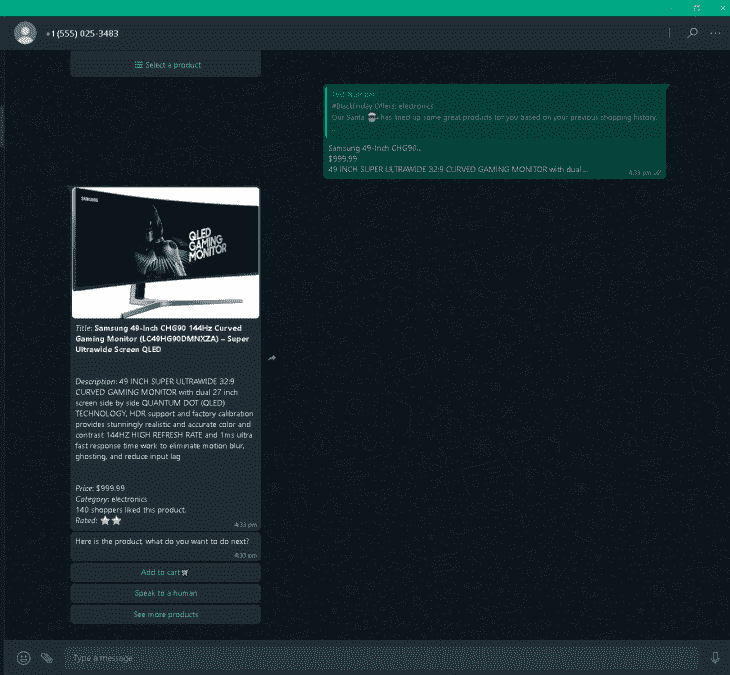 +1 (555) 025-3483
Select a product
#BlackFriday Offers: electronics
Our Santa 🎅 has lined up some great products for you based on your previous shopping history.
Samsung 49-Inch CHG90...
$999.99
49 INCH SUPER ULTRAWIDE 32:9 CURVED GAMING MONITOR with dual ...
4:33 pm
SAMSUNG
QLED
GAMING
MONITOR
Title: Samsung 49-Inch CHG90 144Hz Curved
Gaming Monitor (LC49HG90DMNXZA) – Super
Ultrawide Screen QLED
Description: 49 INCH SUPER ULTRAWIDE 32:9
CURVED GAMING MONITOR with dual 27 inch
screen side by side QUANTUM DOT (QLED)
TECHNOLOGY, HDR support and factory calibration
provides stunningly realistic and accurate color and
contrast 144HZ HIGH REFRESH RATE and 1ms ultra
fast response time work to eliminate motion blur,
ghosting, and reduce input lag
Price: $999.99
Category: electronics
140 shoppers liked this product.
Rated: ⭐⭐
4:33 pm
Here is the product, what do you want to do next?
4:33 pm
Add to cart🛒
Speak to a human
See more products
Type a message